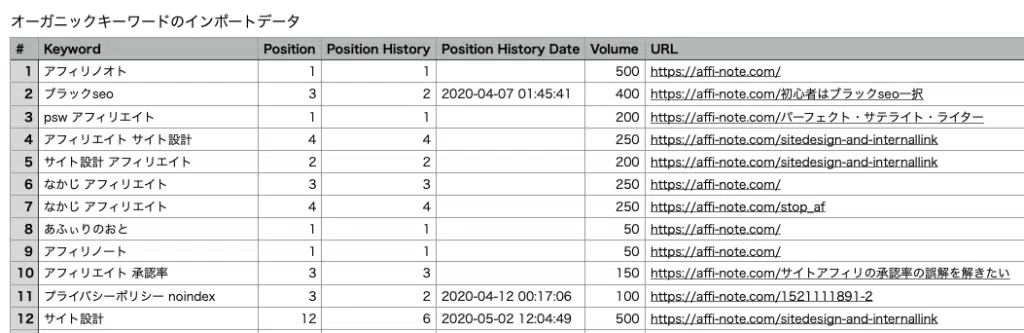 オーガニックキーワードのインポートデータ
# Keyword Position Position History Position History Date Volume URL
1 アフィリノオト 1 1 500 https://affi-note.com/
2 ブラックseo 3 2 2020-04-07 01:45:41 400 https://affi-note.com/初心者はブラックseo一択
3 psw アフィリエイト 1 1 200 https://affi-note.com/パーフェクト・サテライト・ライター
4 アフィリエイト サイト設計 4 4 250 https://affi-note.com/sitedesign-and-internallink
5 サイト設計 アフィリエイト 2 2 200 https://affi-note.com/sitedesign-and-internallink
6 なかじ アフィリエイト 3 3 250 https://affi-note.com/
7 なかじ アフィリエイト 4 4 250 https://affi-note.com/stop_af
8 あふぃりのおと 1 1 50 https://affi-note.com/
9 アフィリノート 1 1 50 https://affi-note.com/
10 アフィリエイト 承認率 3 3 150 https://affi-note.com/サイトアフィリの承認率の誤解を解きたい
11 プライバシーポリシー noindex 3 2 2020-04-12 00:17:06 100 https://affi-note.com/1521111891-2
12 サイト設計 12 6 2020-05-02 12:04:49 500 https://affi-note.com/sitedesign-and-internallink